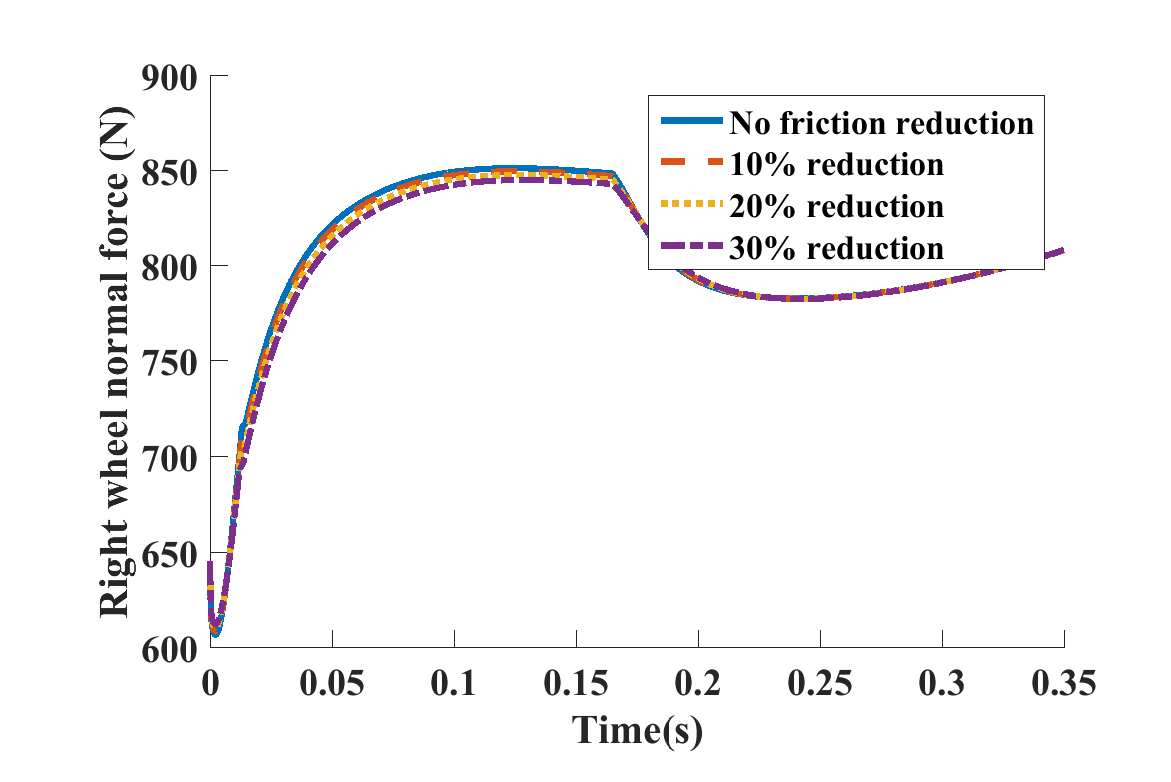 Right wheel normal force (N)
900
850
800
750
700
650
600
No friction reduction
10% reduction
20% reduction
30% reduction
0 0.05 0.1 0.15 0.2 0.25 0.3 0.35
Time(s)